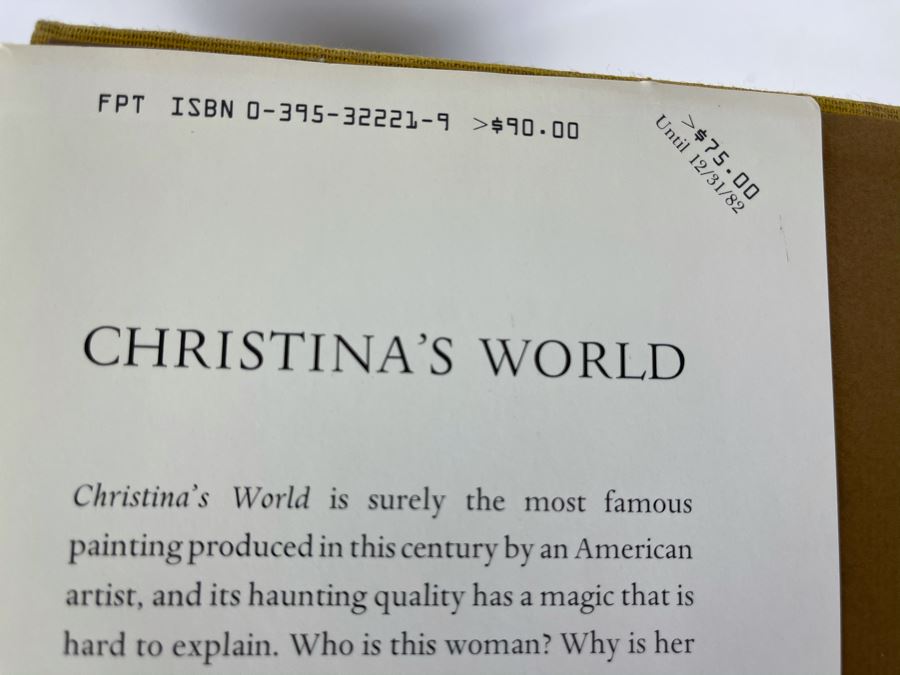 FPT ISBN 0-395-32221-9 >$90.00
>$75.00
Until 12/31/82
CHRISTINA'S WORLD
Christina's World is surely the most famous
painting produced in this century by an American
artist, and its haunting quality has a magic that is
hard to explain. Who is this woman? Why is her